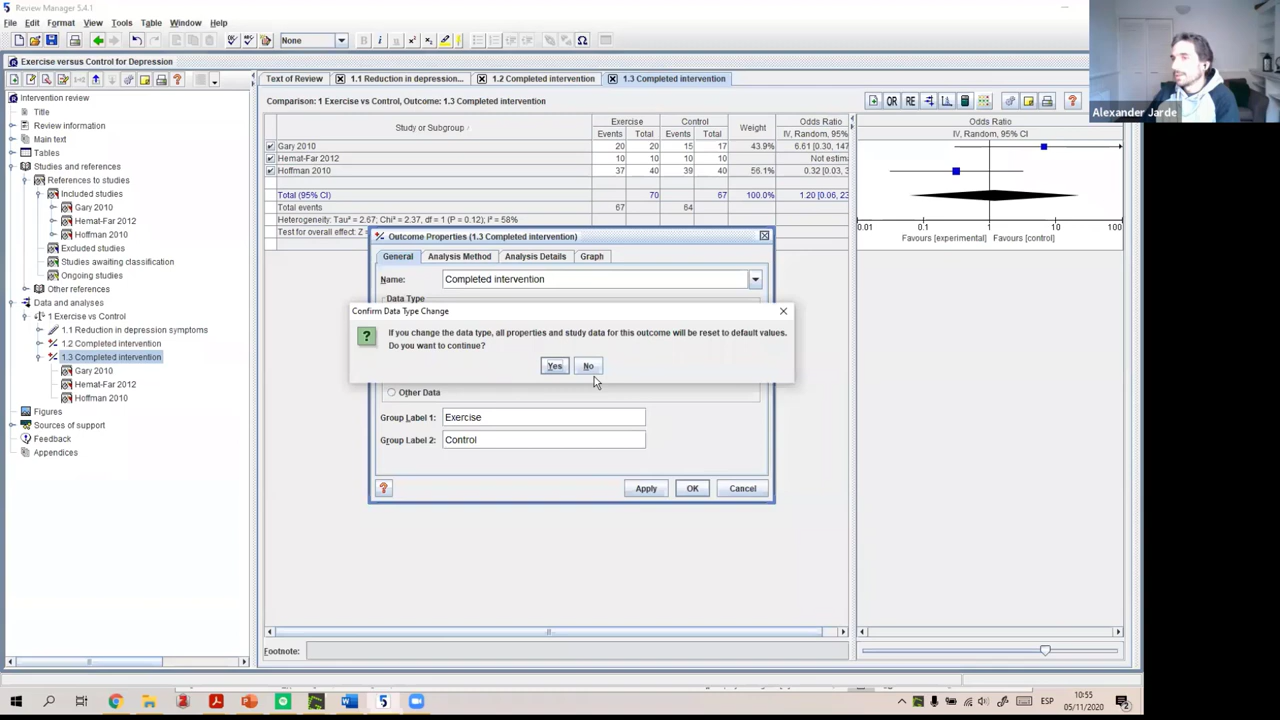 Review Manager 5.4.1
File Edit Format View Tools Table Window Help
None
Exercise versus Control for Depression
Intervention review
Title
Review information
Main text
Tables
Studies and references
References to studies
Included studies
Gary 2010
Hemat-Far 2012
Hoffman 2010
Excluded studies
Studies awaiting classification
Ongoing studies
Other references
Data and analyses
1 Exercise vs Control
1.1 Reduction in depression symptoms
1.2 Completed intervention
1.3 Completed intervention
Gary 2010
Hemat-Far 2012
Hoffman 2010
Figures
Sources of support
Feedback
Appendices
Text of Review 1.1 Reduction in depression... 1.2 Completed intervention 1.3 Completed intervention
Comparison: 1 Exercise vs Control, Outcome: 1.3 Completed intervention
OR RE
Exercise Control Odds Ratio Odds Ratio
Study or Subgroup Events Total Events Total Weight IV, Random, 95% CI IV, Random, 95% CI
Gary 2010 20 20 15 17 43.9% 6.61 [0.30, 147
Hemat-Far 2012 10 10 10 10 Not estima
Hoffman 2010 37 40 39 40 56.1% 0.32 [0.03, 3
Total (95% CI) 70 67 100.0% 1.20 [0.06, 23
Total events 67 64
Heterogeneity: Tau² = 2.67; Chi² = 2.37, df = 1 (P = 0.12); I² = 58%
Test for overall effect: Z =
0.01 0.1 1 10 100
Favours [experimental] Favours [control]
Outcome Properties (1.3 Completed intervention)
General Analysis Method Analysis Details Graph
Name: Completed intervention
Data Type
Confirm Data Type Change
If you change the data type, all properties and study data for this outcome will be reset to default values.
Do you want to continue?
Yes No
Other Data
Group Label 1: Exercise
Group Label 2: Control
Apply OK Cancel
Footnote:
Alexander Jarde
ESP
10:55
05/11/2020